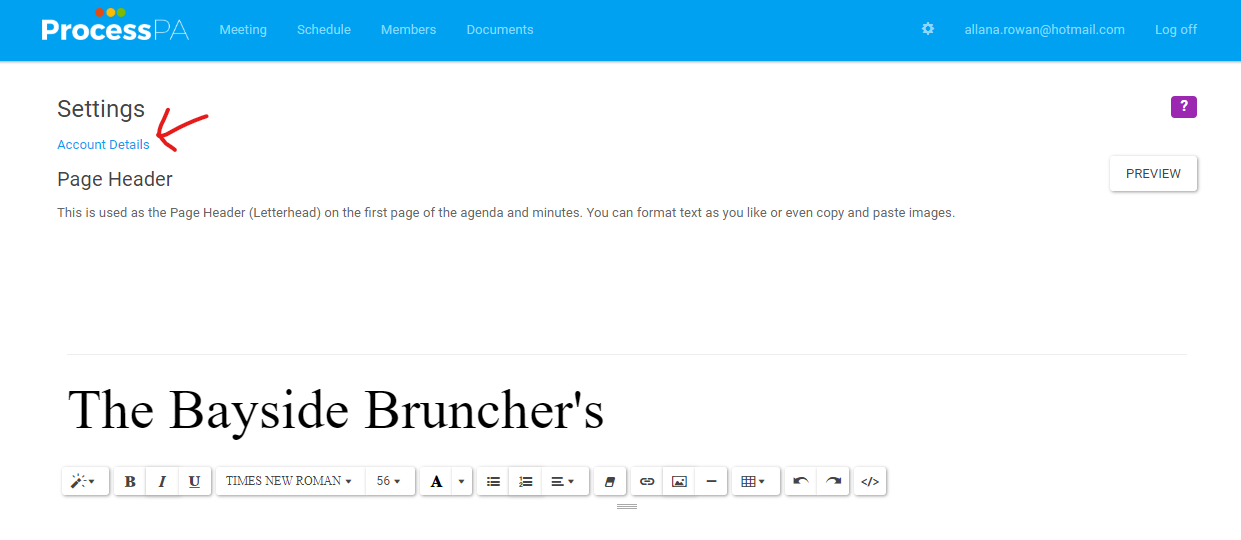 ProcessPA Meeting Schedule Members Documents allana.rowan@hotmail.com Log off
Settings
?
Account Details
Page Header
PREVIEW
This is used as the Page Header (Letterhead) on the first page of the agenda and minutes. You can format text as you like or even copy and paste images.
The Bayside Bruncher's
B I U TIMES NEW ROMAN 56 A </>